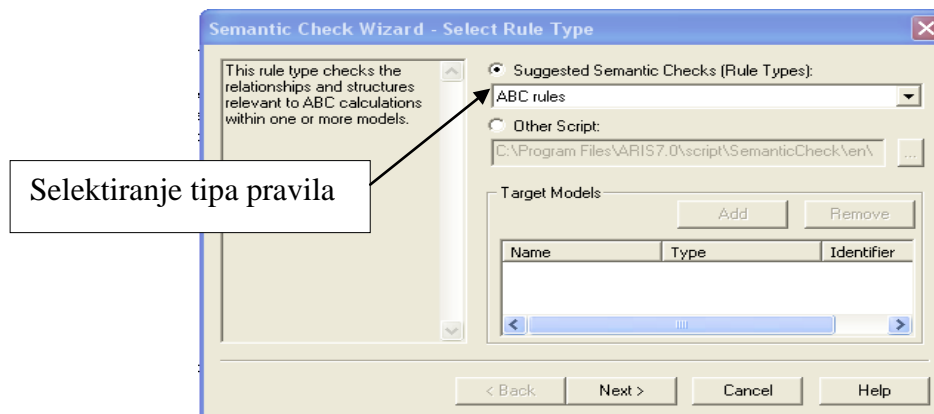 Semantic Check Wizard - Select Rule Type
This rule type checks the
relationships and structures
relevant to ABC calculations
within one or more models.
Suggested Semantic Checks (Rule Types):
ABC rules
Other Script:
C:\Program Files\ARIS7.0\script\SemanticCheck\en\
...
Selektiranje tipa pravila
Target Models
Add Remove
Name Type Identifier
< Back Next > Cancel Help